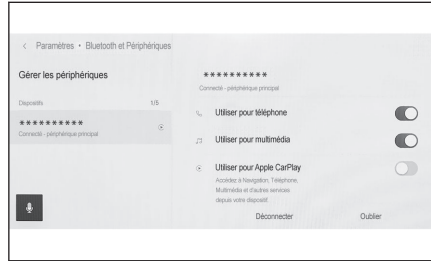 < Paramètres • Bluetooth et Périphériques
Gérer les périphériques
Dispositifs 1/5
**********
Connecté - périphérique principal
**********
Connecté - périphérique principal
Utiliser pour téléphone
Utiliser pour multimédia
Utiliser pour Apple CarPlay
Accédez à Navigation, Téléphone,
Multimédia et d'autres services
depuis votre dispositif
Déconnecter Oublier